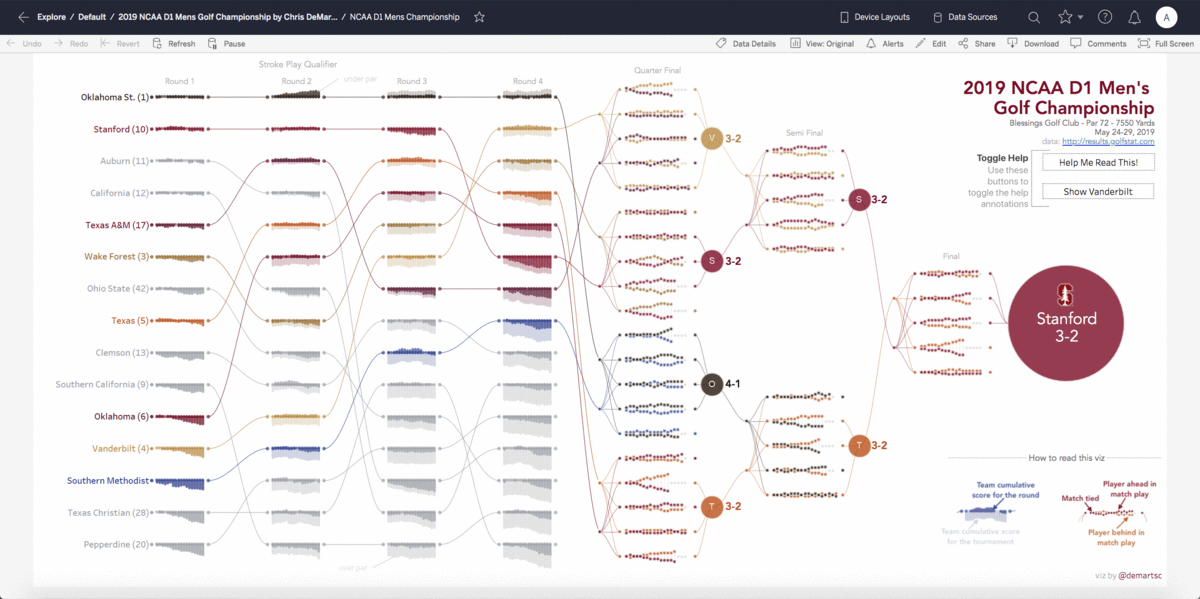 Explore / Default / 2019 NCAA D1 Mens Golf Championship by Chris DeMar... / NCAA D1 Mens Championship
Device Layouts
Data Sources
A
Undo
Redo
Revert
Refresh
Pause
Data Details
View: Original
Alerts
Edit
Share
Download
Comments
Full Screen
Stroke Play Qualifier
Round 1
Round 2
Round 3
Round 4
under par
Oklahoma St. (1)
Stanford (10)
Auburn (11)
California (12)
Texas A&M (17)
Wake Forest (3)
Ohio State (42)
Texas (5)
Clemson (13)
Southern California (9)
Oklahoma (6)
Vanderbilt (4)
Southern Methodist
Texas Christian (28)
Pepperdine (20)
over par
Quarter Final
V 3-2
S 3-2
O 4-1
T 3-2
Semi Final
S 3-2
T 3-2
Final
S
Stanford
3-2
2019 NCAA D1 Men's
Golf Championship
Blessings Golf Club - Par 72 - 7550 Yards
May 24-29, 2019
data: http://results.golfstat.com
Toggle Help
Use these
buttons to
toggle the help
annotations
Help Me Read This!
Show Vanderbilt
How to read this viz
Team cumulative
score for the round
Team cumulative score
for the tournament
Player ahead in
match play
Match tied
Player behind in
match play
viz by @demartsc